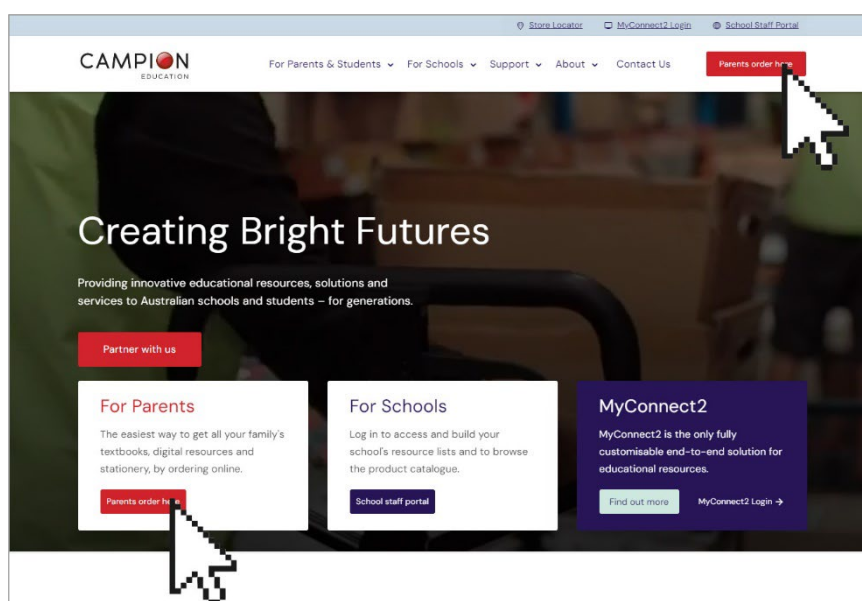 Store Locator MyConnect2 Login School Staff Portal
CAMPION
EDUCATION
For Parents & Students For Schools Support About Contact Us Parents order here
Creating Bright Futures
Providing innovative educational resources, solutions and
services to Australian schools and students – for generations.
Partner with us
For Parents
The easiest way to get all your family's
textbooks, digital resources and
stationery, by ordering online.
Parents order here
For Schools
Log in to access and build your
school's resource lists and to browse
the product catalogue.
School staff portal
MyConnect2
MyConnect2 is the only fully
customisable end-to-end solution for
educational resources.
Find out more MyConnect2 Login →